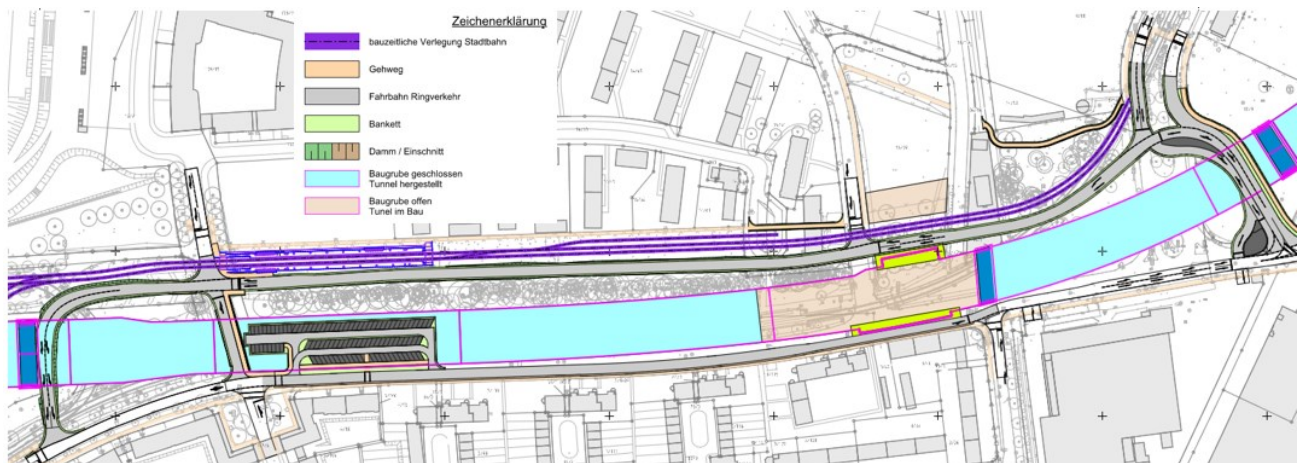 Zeichenerklärung
bauzeitliche Verlegung Stadtbahn
Gehweg
Fahrbahn Ringverkehr
Bankett
Damm / Einschnitt
Baugrube geschlossen
Tunnel hergestellt
Baugrube offen
Tunel im Bau